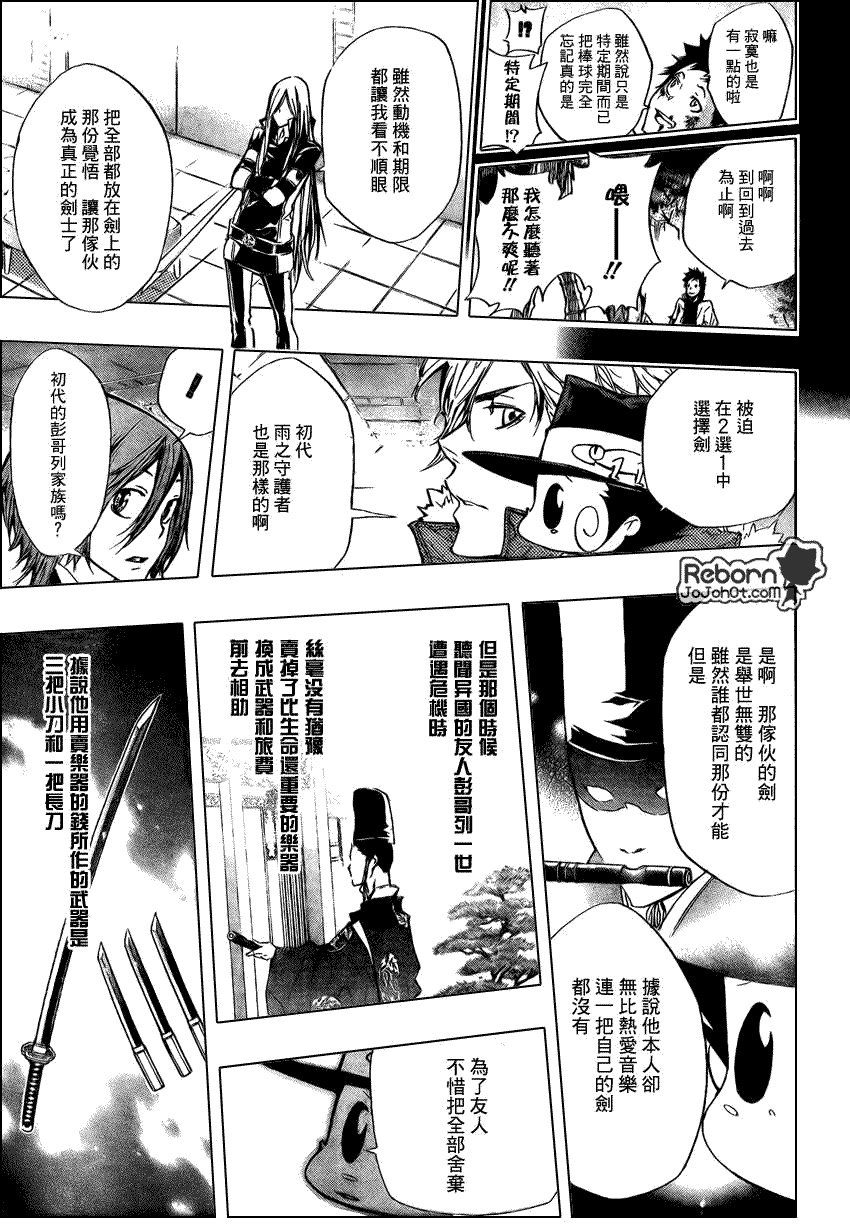 嘛
寂寞也是
有一點的啦
雖然說只是
特定期間而已
把棒球完全
忘記真的是
!?
特定期間!?
啊啊
到回到過去
為止啊
喂——!!
我怎麼聽著
那麼不爽呢!!
雖然動機和期限
都讓我看不順眼
把全部都放在劍上的
那份覺悟 讓那傢伙
成為真正的劍士了
被迫
在2選1中
選擇劍
初代
雨之守護者
也是那樣的啊
!
初代的彭哥列家族嗎?
Reborn
JoJoHot.com
是啊 那傢伙的劍
是舉世無雙的
雖然誰都認同那份才能
但是
據說他本人卻
無比熱愛音樂
連一把自己的劍
都沒有
但是那個時候
聽聞异國的友人彭哥列一世
遭遇危機時
絲毫没有猶豫
賣掉了比生命還重要的樂器
換成武器和旅費
前去相助
據說他用賣樂器的錢所作的武器是
三把小刀和一把長刀
為了友人
不惜把全部舍棄